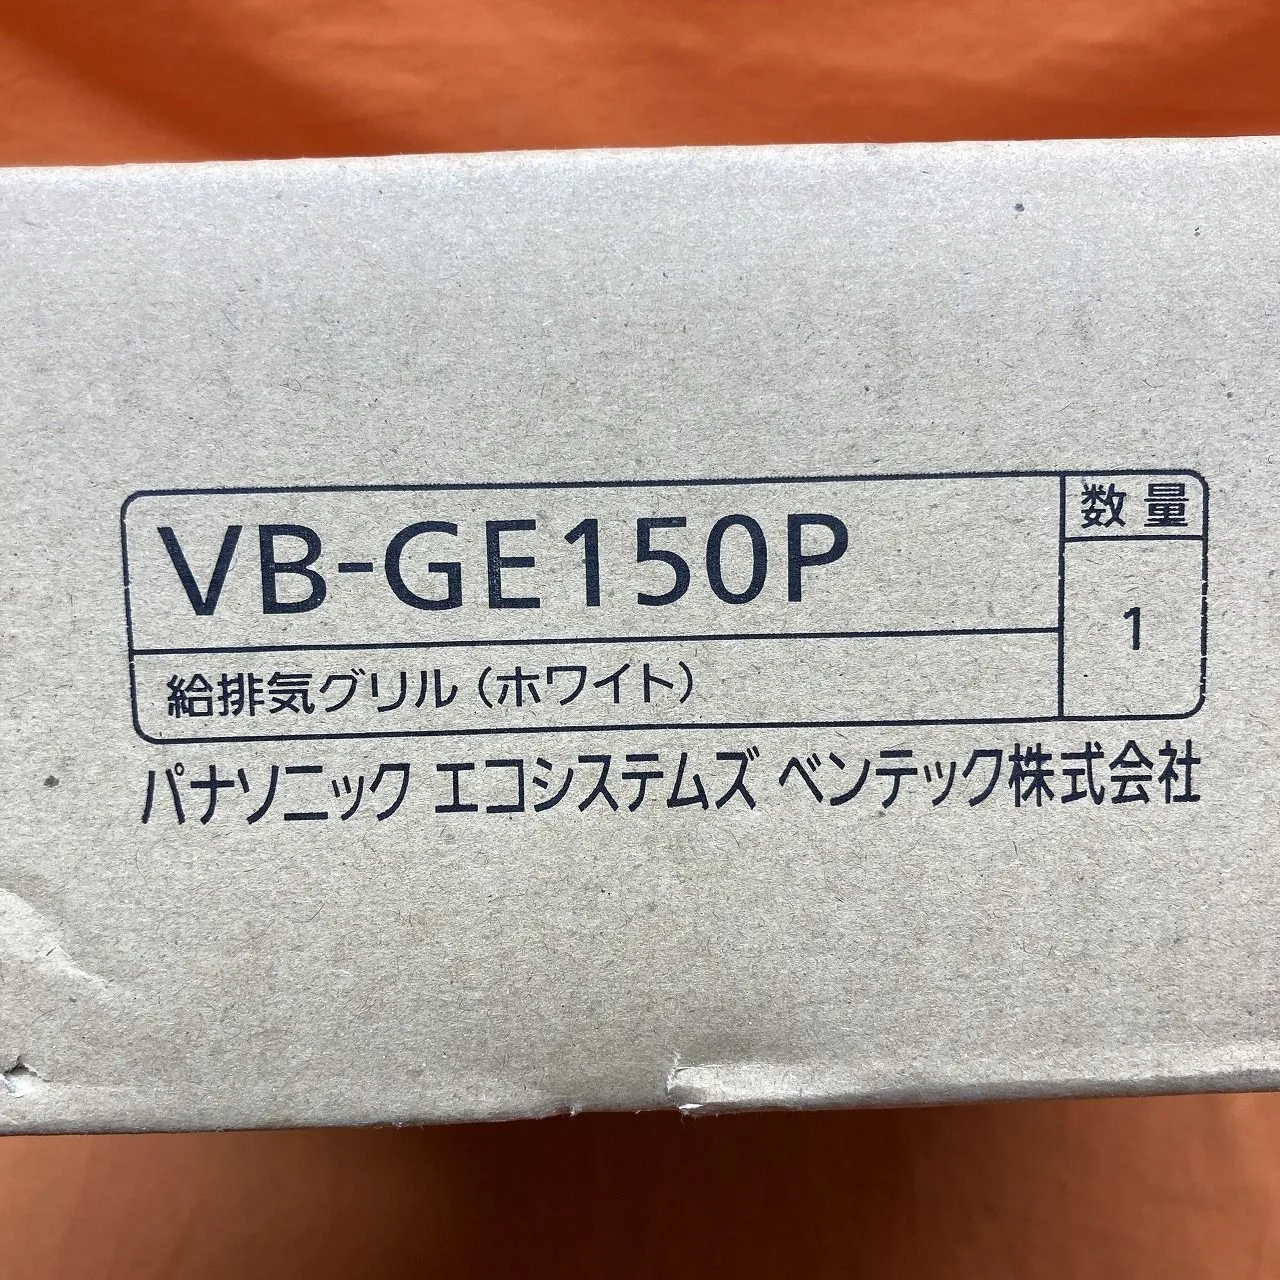 VB-GE150P
数量
1
給排気グリル(ホワイト)
パナソニック エコシステムズ ベンテック株式会社